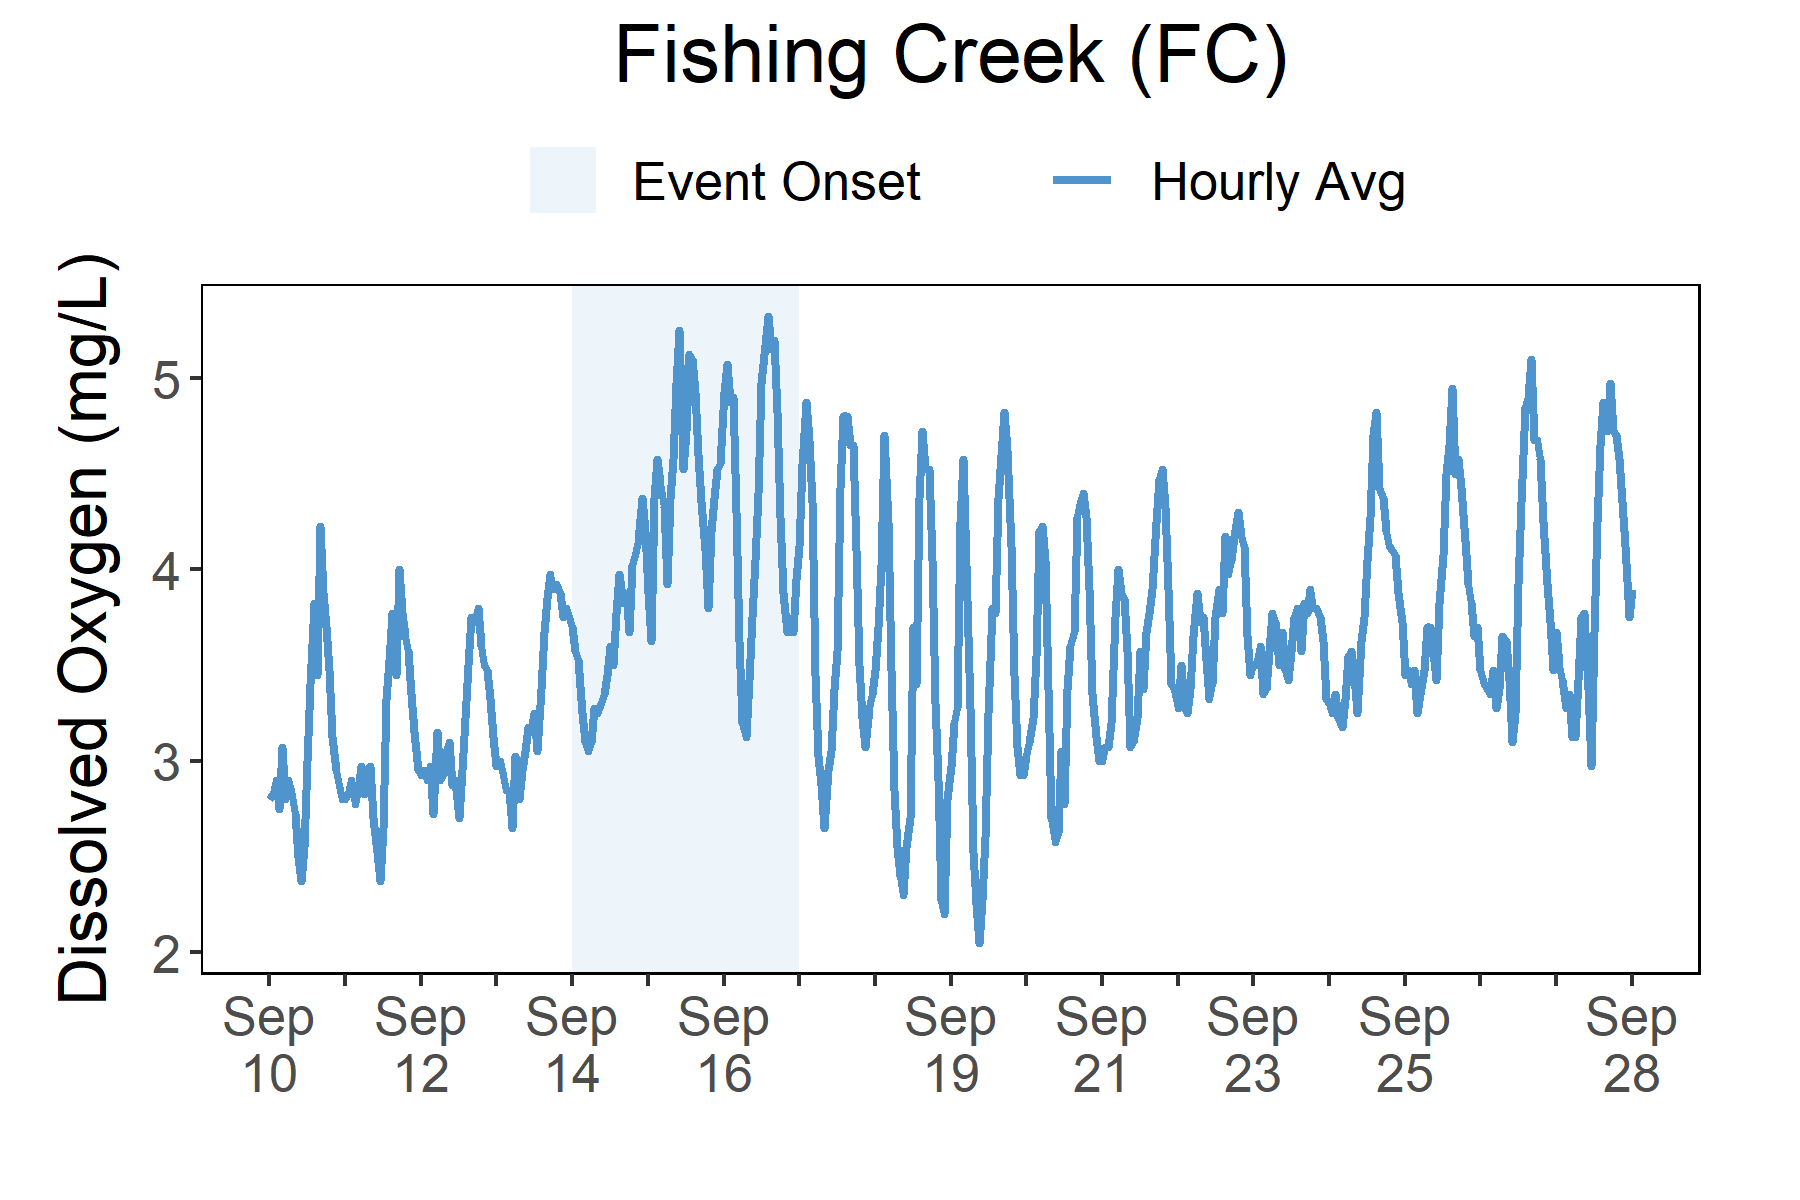 Fishing Creek (FC)
Event Onset
Hourly Avg
Dissolved Oxygen (mg/L)
5
4
3
2
Sep
10
Sep
12
Sep
14
Sep
16
Sep
19
Sep
21
Sep
23
Sep
25
Sep
28